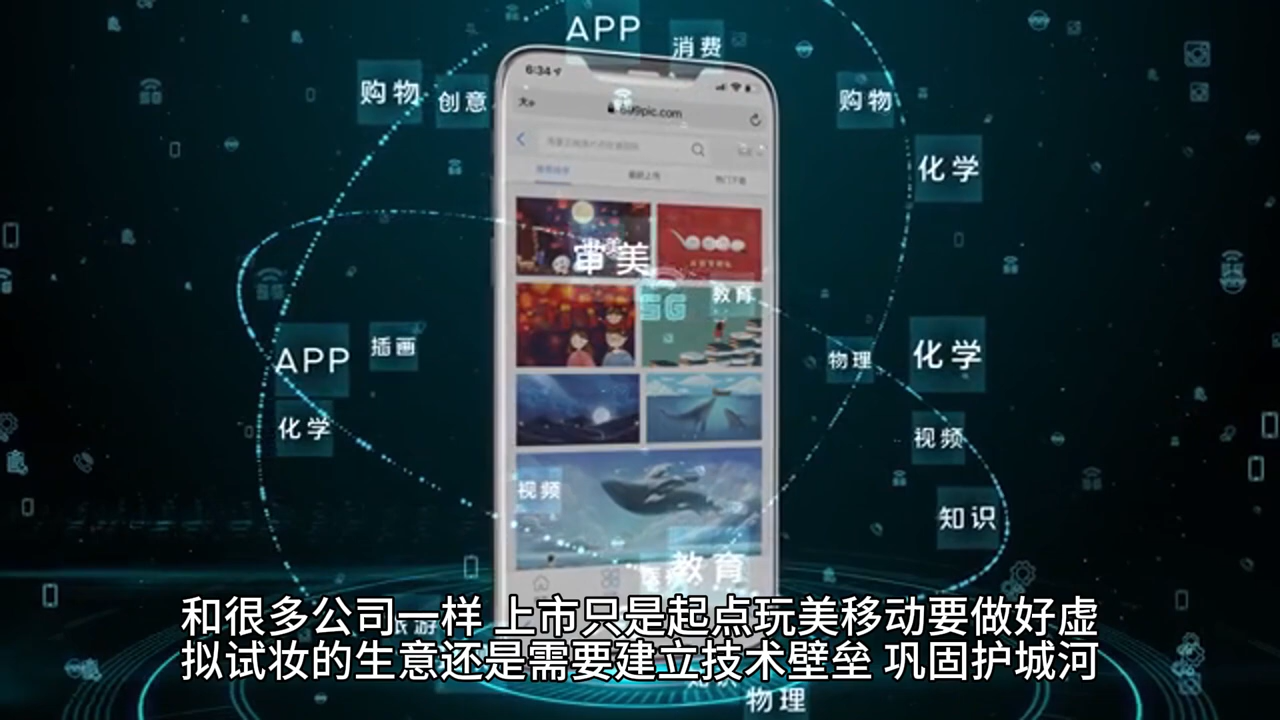 APP
消费
6:34
购物
创意
购物
化学
审美
5G
教育
APP
插画
物理
化学
化学
视频
视频
知识
教育
和很多公司一样 上市只是起点玩美移动要做好虚
拟试妆的生意还是需要建立技术壁垒 巩固护城河
旅游
物理